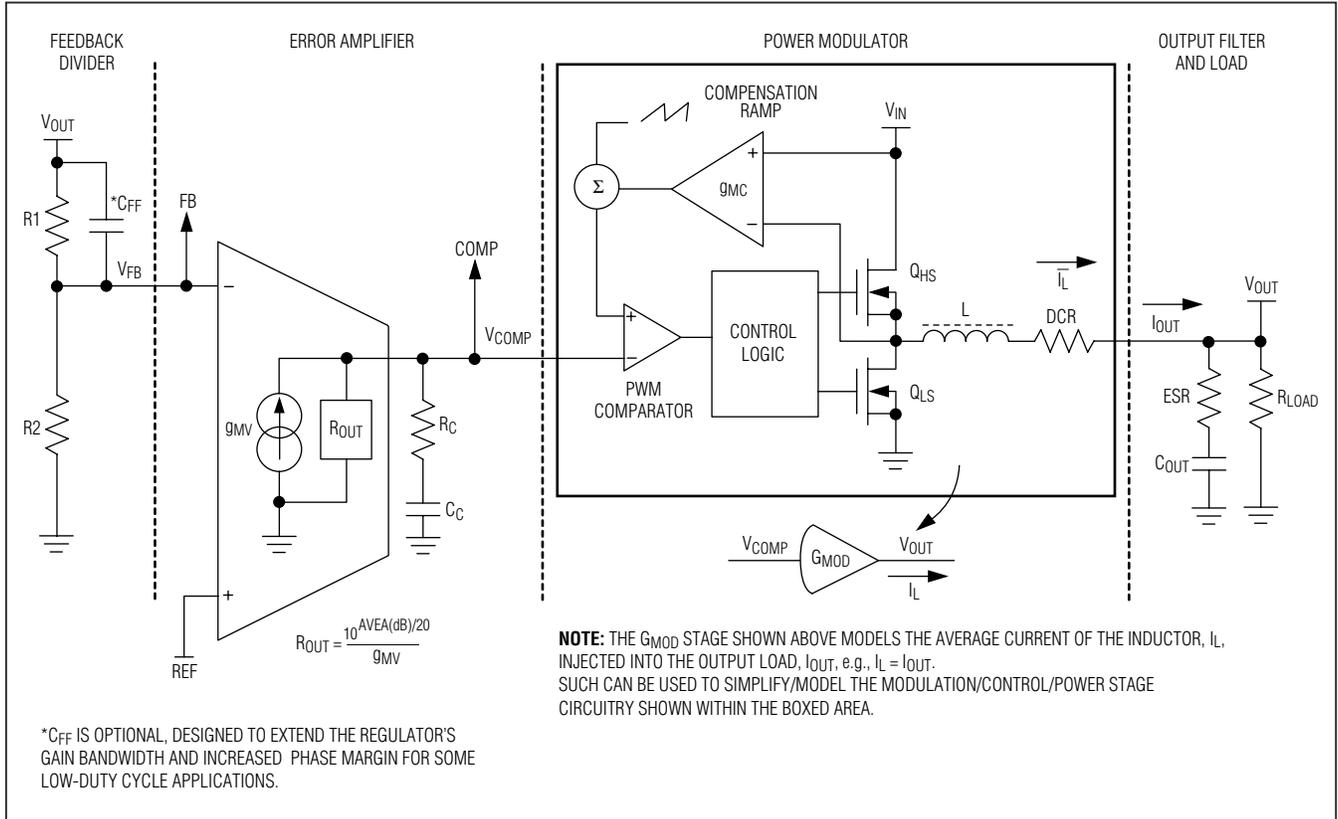 FEEDBACK
DIVIDER
ERROR AMPLIFIER
POWER MODULATOR
OUTPUT FILTER
AND LOAD
VOUT
R1
*CFF
VFB
R2
FB
−
+
REF
gMV
ROUT
ROUT = 10^AVEA(dB)/20 / gMV
COMP
VCOMP
RC
CC
COMPENSATION
RAMP
Σ
gMC
+
−
VIN
+
−
PWM
COMPARATOR
CONTROL
LOGIC
QHS
QLS
IL
L
DCR
IOUT
VOUT
ESR
COUT
RLOAD
VCOMP
GMOD
VOUT
IL
NOTE: THE GMOD STAGE SHOWN ABOVE MODELS THE AVERAGE CURRENT OF THE INDUCTOR, IL,
INJECTED INTO THE OUTPUT LOAD, IOUT, e.g., IL = IOUT.
SUCH CAN BE USED TO SIMPLIFY/MODEL THE MODULATION/CONTROL/POWER STAGE
CIRCUITRY SHOWN WITHIN THE BOXED AREA.
*CFF IS OPTIONAL, DESIGNED TO EXTEND THE REGULATOR'S
GAIN BANDWIDTH AND INCREASED PHASE MARGIN FOR SOME
LOW-DUTY CYCLE APPLICATIONS.